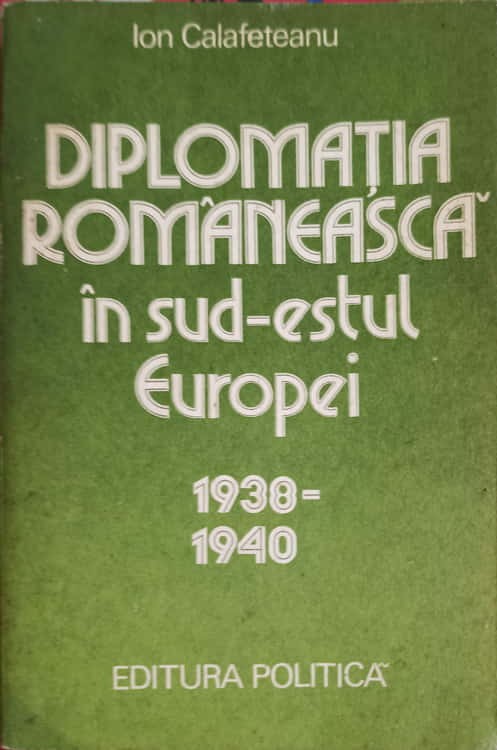 Ion Calafeteanu
DIPLOMAȚIA
ROMÂNEASCĂ
în sud-estul
Europei
1938-
1940
EDITURA POLITICĂ